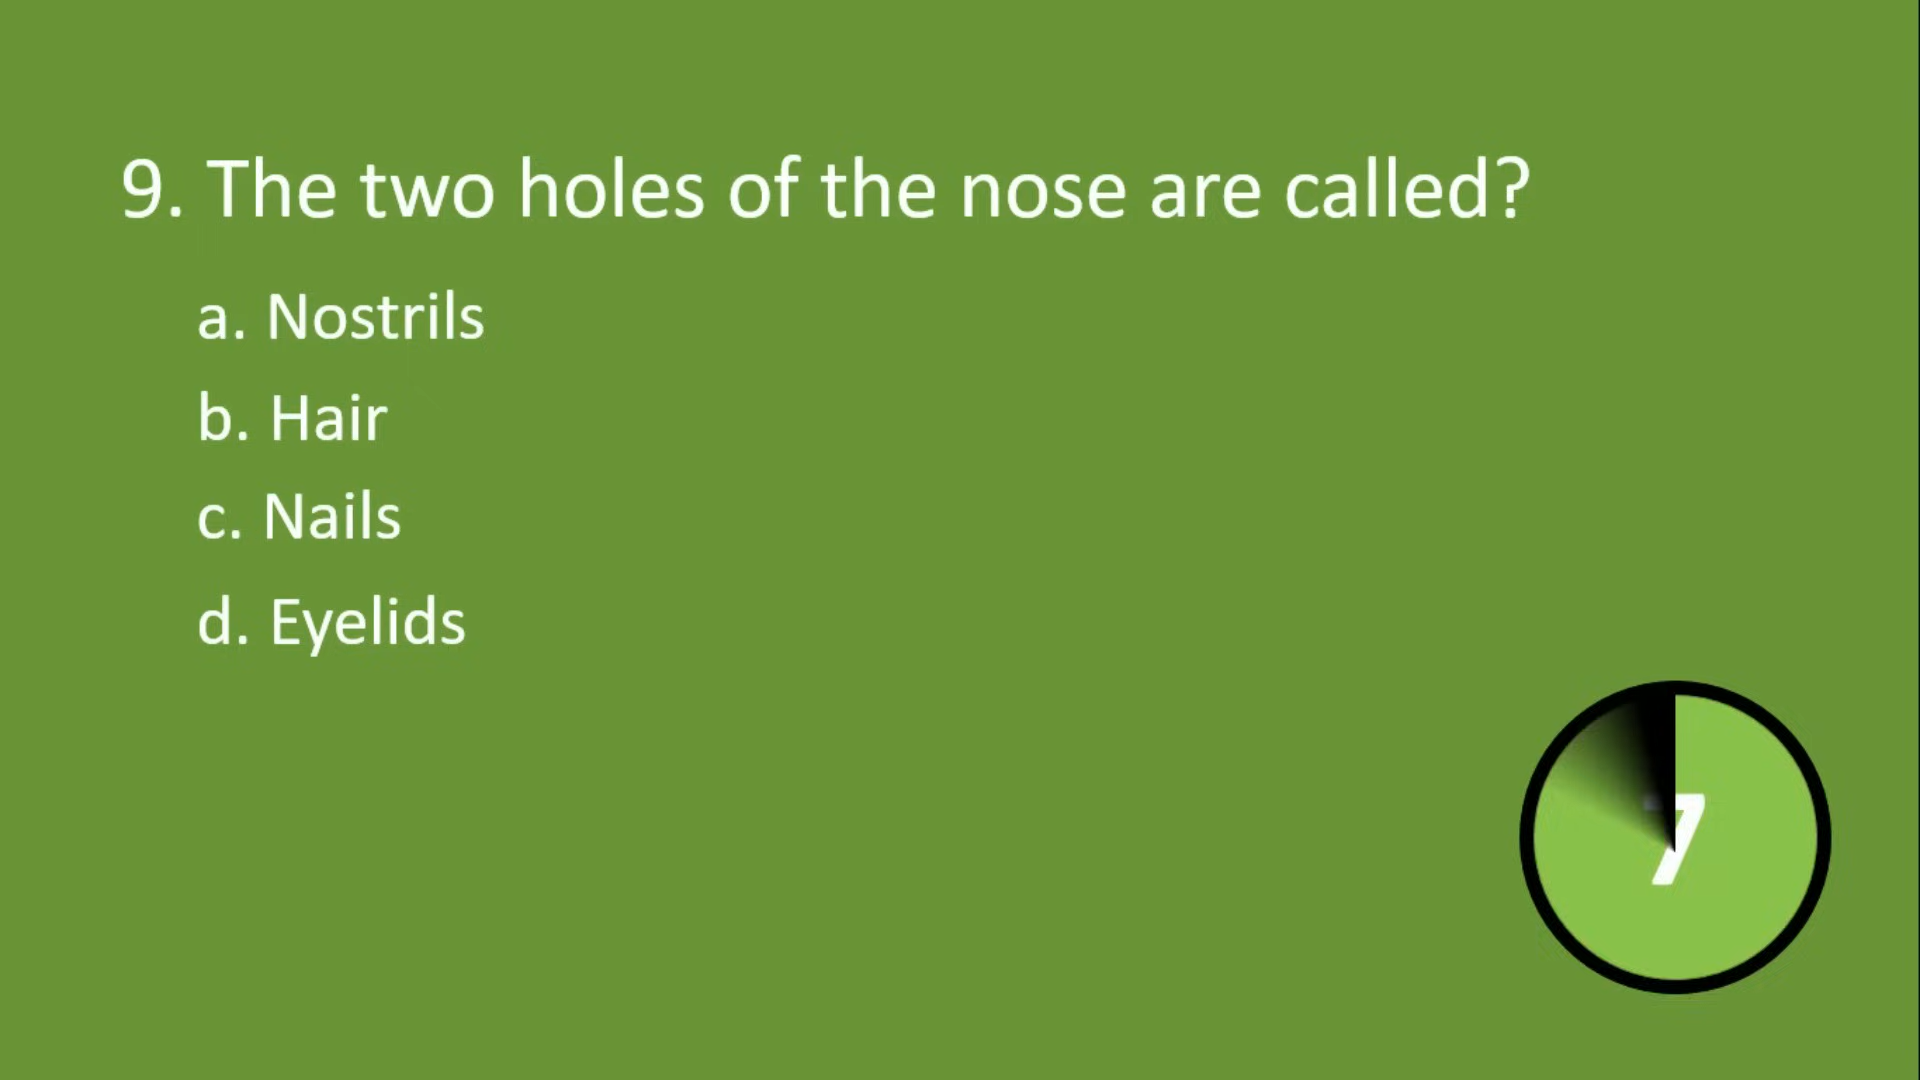 9. The two holes of the nose are called?
a. Nostrils
b. Hair
c. Nails
d. Eyelids
7